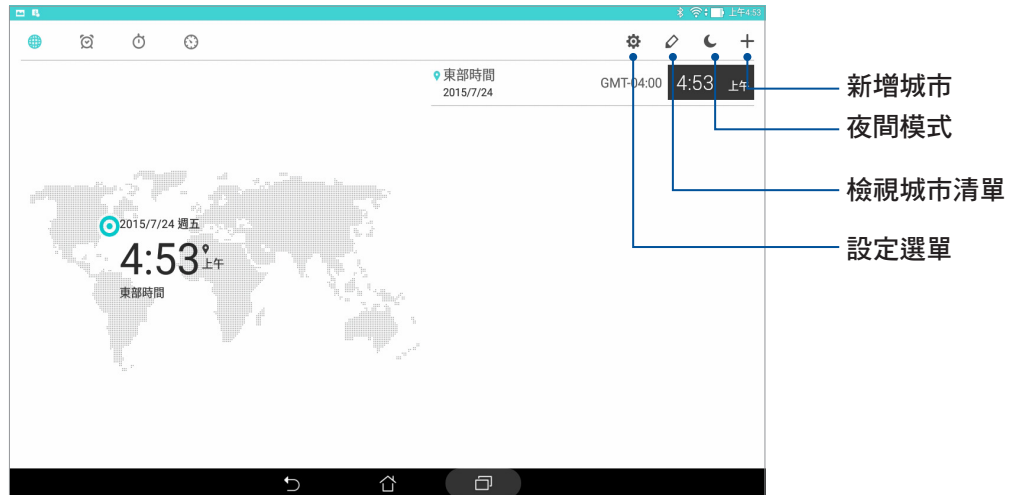 上午4:53
東部時間
2015/7/24
GMT-04:00
4:53 上午
新增城市
夜間模式
檢視城市清單
設定選單
2015/7/24 週五
4:53 上午
東部時間